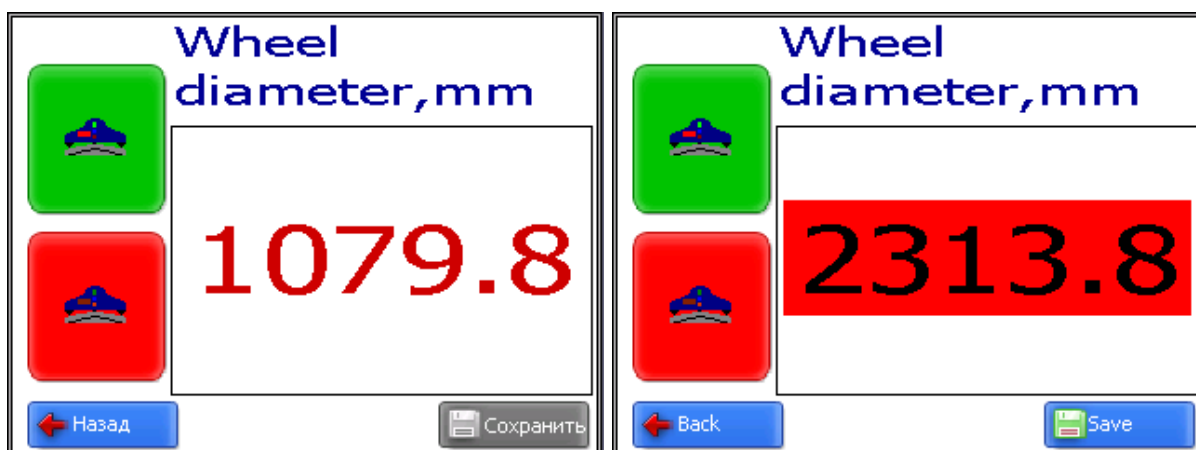 Wheel
diameter,mm
1079.8
Назад
Сохранить
Wheel
diameter,mm
2313.8
Back
Save